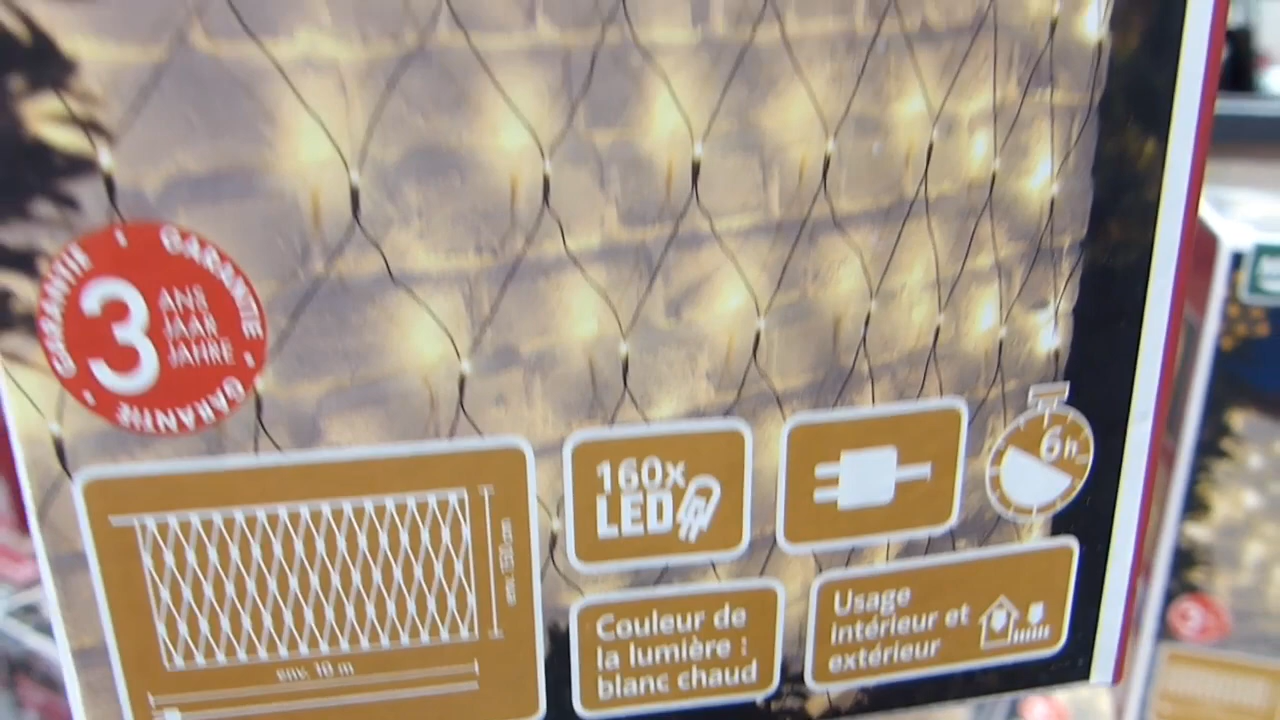 GARANTIE
GARANTIE
GARANTIE
GARANTIE
3
ANS
JAAR
JAHRE
160x
LED
6h
env. 10 m
Couleur de
la lumière :
blanc chaud
Usage
intérieur et
extérieur